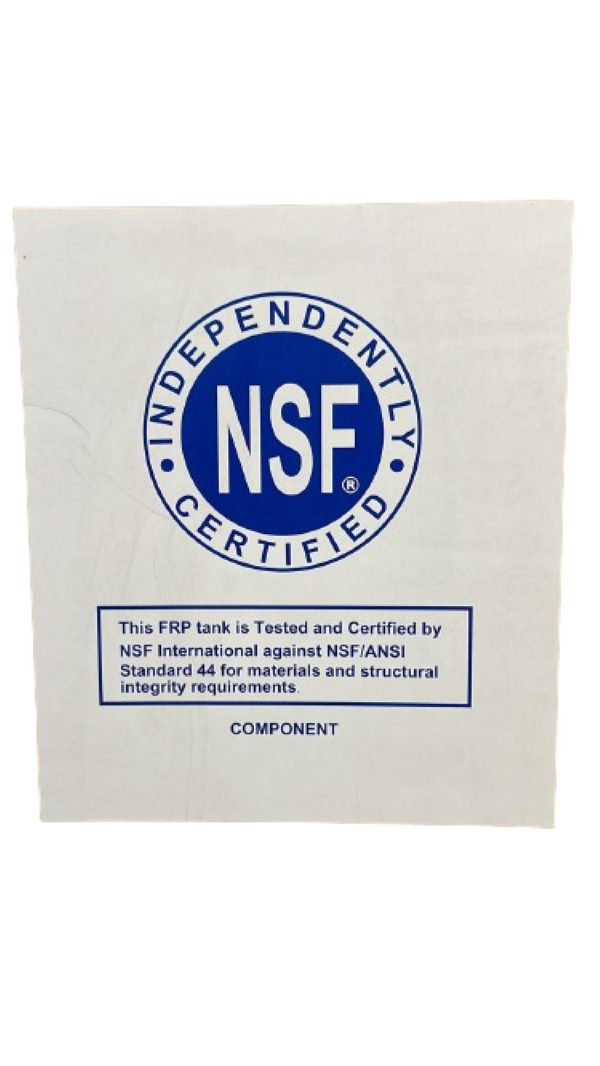 INDEPENDENTLY
NSF®
CERTIFIED
This FRP tank is Tested and Certified by
NSF International against NSF/ANSI
Standard 44 for materials and structural
integrity requirements.
COMPONENT